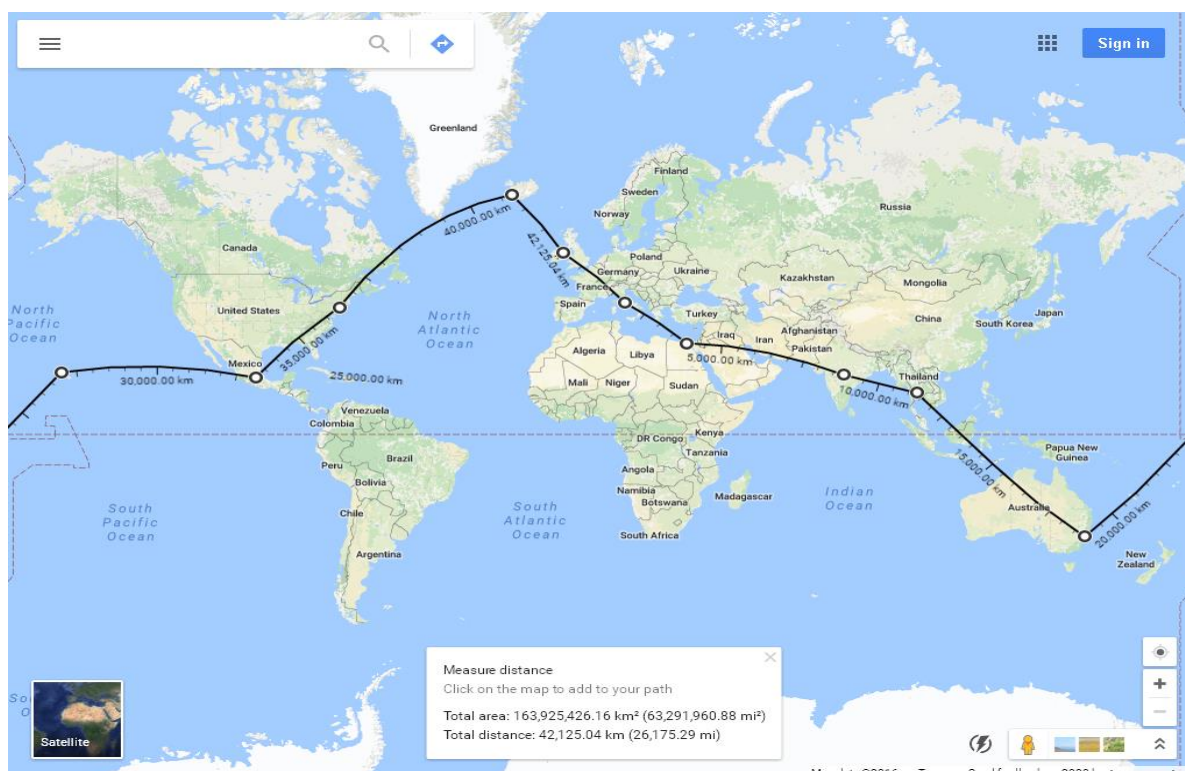 Sign in
Greenland
Finland
Sweden
Russia
Norway
40,000.00 km
42,125.04 km
Canada
Poland
Germany
Ukraine
Kazakhstan
Mongolia
France
North
Pacific
Ocean
United States
North
Atlantic
Ocean
Spain
Turkey
China
South Korea
Japan
Iraq
Iran
Afghanistan
Pakistan
35,000.00 km
Algeria
Libya
5,000.00 km
Mexico
30,000.00 km
25,000.00 km
Mali
Niger
Sudan
10,000.00 km
Thailand
Venezuela
Colombia
DR Congo
Kenya
Tanzania
Papua New
Guinea
Peru
Brazil
Bolivia
Angola
15,000.00 km
Namibia
Botswana
Madagascar
Indian
Ocean
South
Pacific
Ocean
Chile
South
Atlantic
Ocean
Australia
20,000.00 km
South Africa
Argentina
New
Zealand
Measure distance
Click on the map to add to your path
Total area: 163,925,426.16 km² (63,291,960.88 mi²)
Total distance: 42,125.04 km (26,175.29 mi)
Satellite